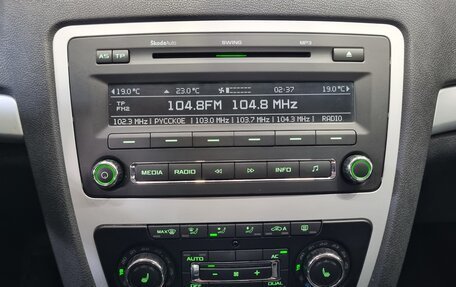 ŠkodaAuto SWING MP3
AS TP
19.0°C 23.0°C 02:37 19.0°C
TP
FM2
104.8FM 104.8 MHz
102.3 MHz | РУССКОЕ | 103.0 MHz | 103.7 MHz | 104.3 MHz | RADIO
MEDIA RADIO INFO
MAX
AUTO AC
OFF DUAL